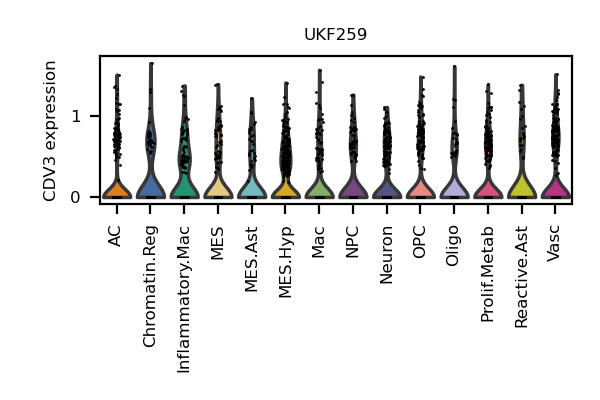 UKF259
CDV3 expression
1
0
AC
Chromatin.Reg
Inflammatory.Mac
MES
MES.Ast
MES.Hyp
Mac
NPC
Neuron
OPC
Oligo
Prolif.Metab
Reactive.Ast
Vasc